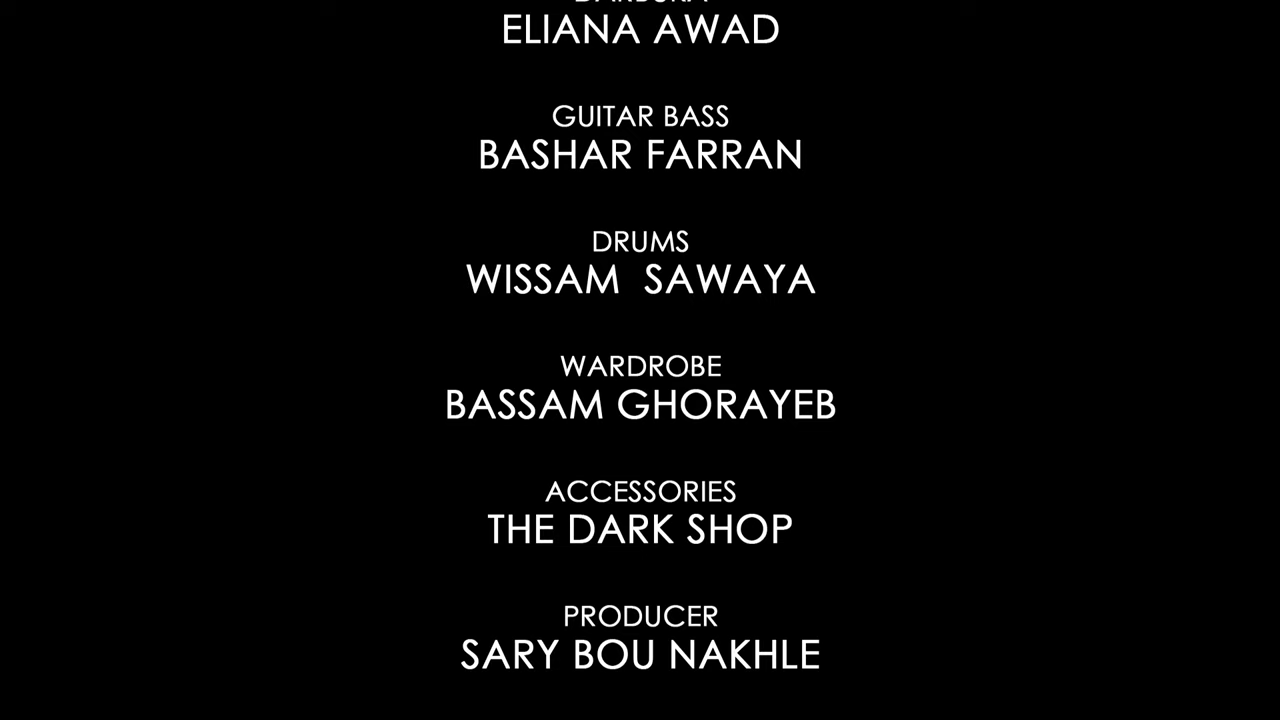 ELIANA AWAD
GUITAR BASS
BASHAR FARRAN
DRUMS
WISSAM  SAWAYA
WARDROBE
BASSAM GHORAYEB
ACCESSORIES
THE DARK SHOP
PRODUCER
SARY BOU NAKHLE